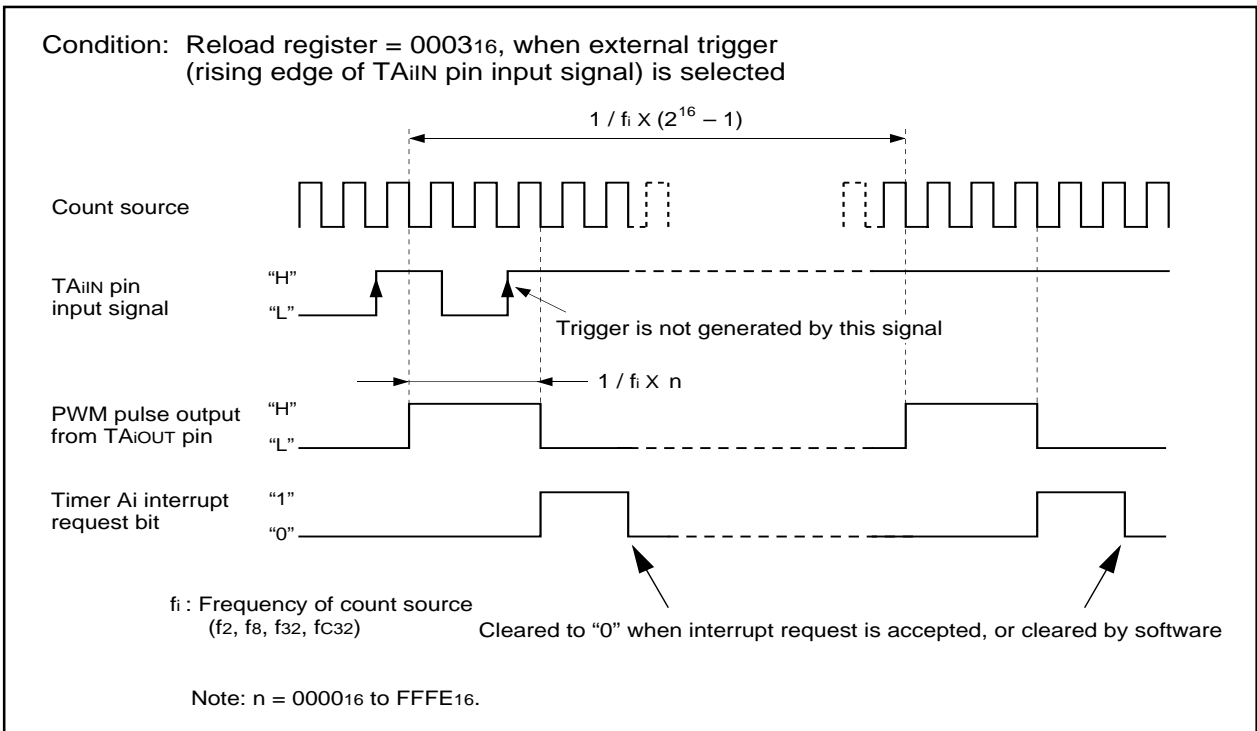 Condition: Reload register = 000316, when external trigger
(rising edge of TAiIN pin input signal) is selected
1 / fi X (2^16 – 1)
Count source
TAiIN pin
input signal
“H”
“L”
Trigger is not generated by this signal
1 / fi X n
PWM pulse output
from TAiOUT pin
“H”
“L”
Timer Ai interrupt
request bit
“1”
“0”
fi : Frequency of count source
(f2, f8, f32, fC32)
Cleared to “0” when interrupt request is accepted, or cleared by software
Note: n = 000016 to FFFE16.